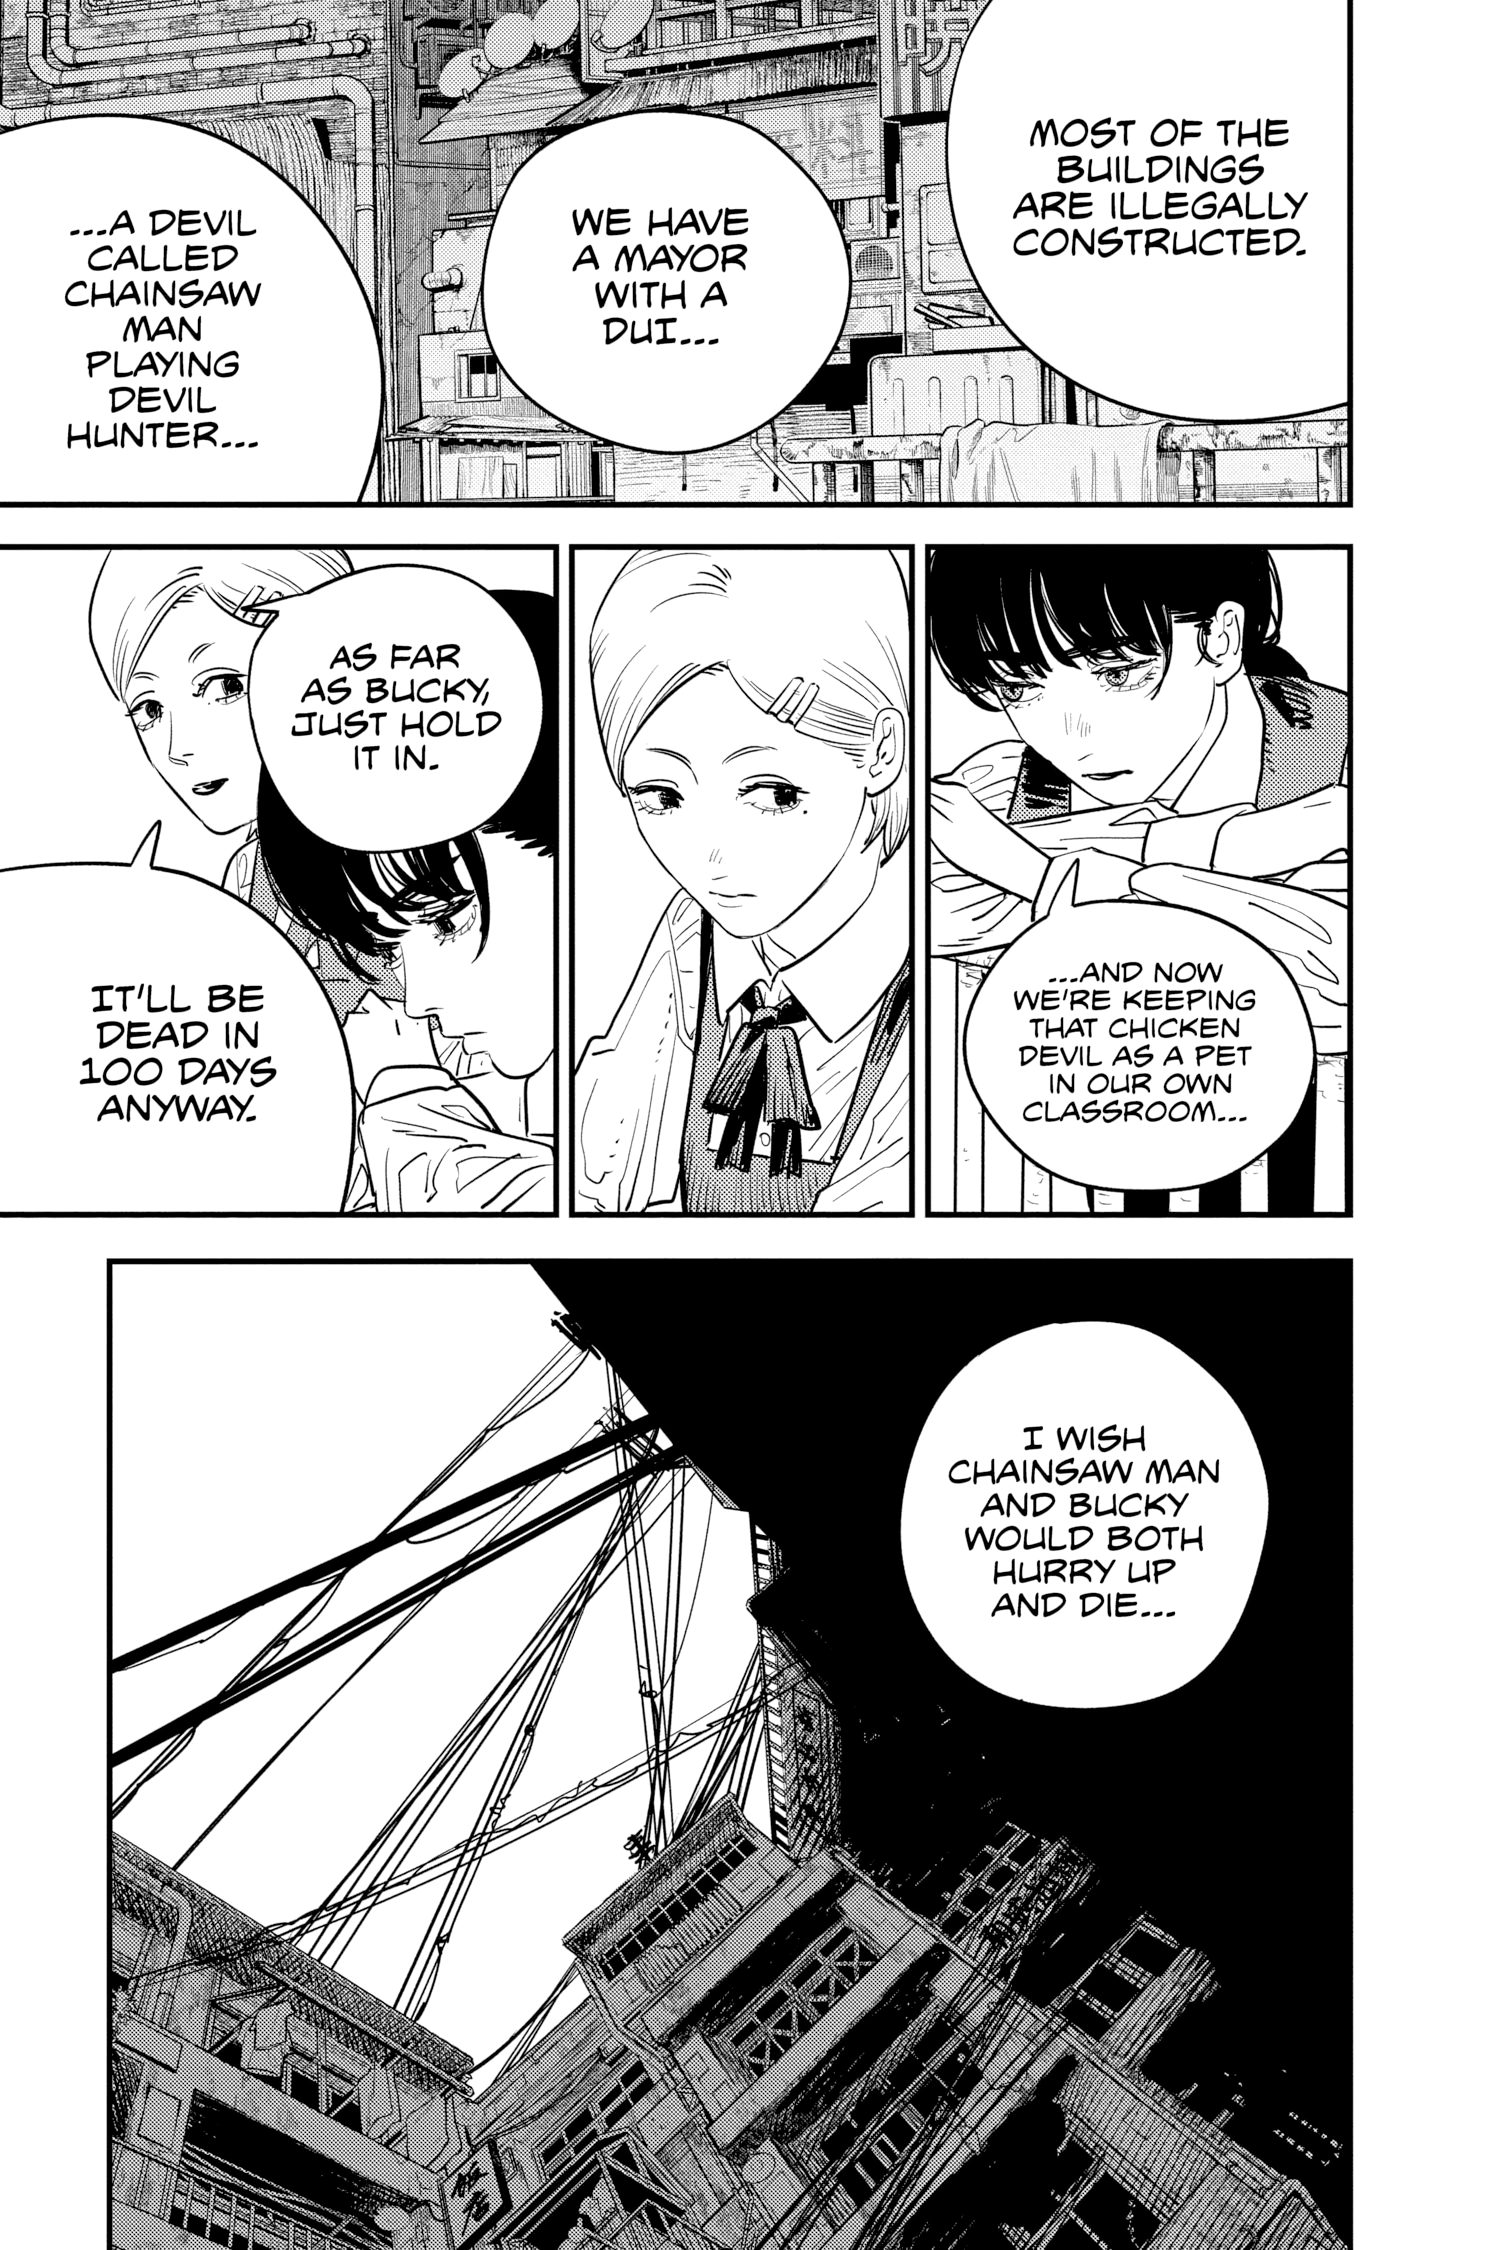 MOST OF THE
BUILDINGS
ARE ILLEGALLY
CONSTRUCTED.
WE HAVE
A MAYOR
WITH A
DUI...
...A DEVIL
CALLED
CHAINSAW
MAN
PLAYING
DEVIL
HUNTER...
...AND NOW
WE'RE KEEPING
THAT CHICKEN
DEVIL AS A PET
IN OUR OWN
CLASSROOM...
AS FAR
AS BUCKY,
JUST HOLD
IT IN.
IT'LL BE
DEAD IN
100 DAYS
ANYWAY.
I WISH
CHAINSAW MAN
AND BUCKY
WOULD BOTH
HURRY UP
AND DIE...
飯店